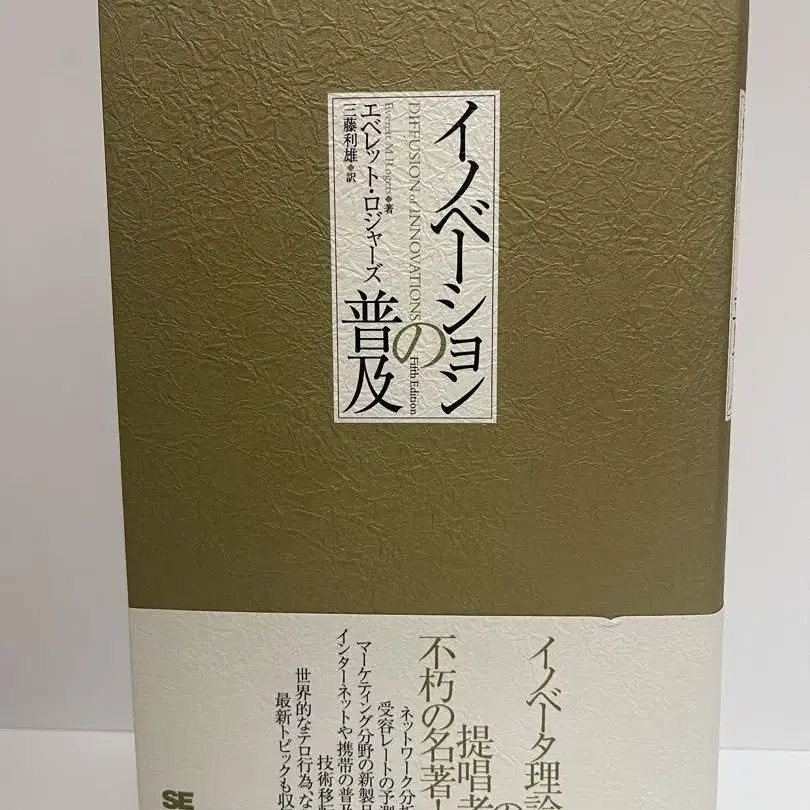 イノベーションの普及
DIFFUSION of INNOVATIONS Fifth Edition
Everett M. Rogers
エベレット・ロジャーズ◆著
三藤利雄◆訳
イノベータ理論の
提唱者
不朽の名著!
ネットワーク分析
受容レートの予測
マーケティング分野の新製品
インターネットや携帯の普及
技術移転
世界的なテロ行為、な
最新トピックも収
SE